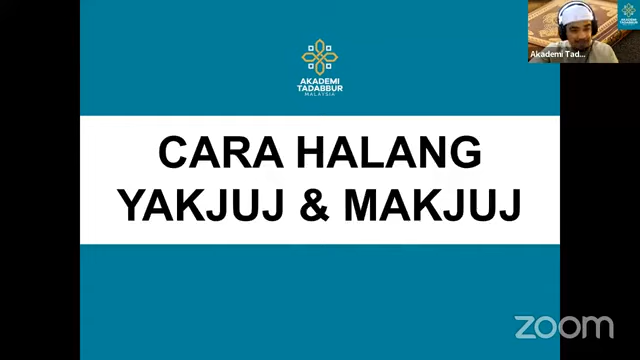 AKADEMI
TADABBUR
MALAYSIA
CARA HALANG
YAKJUJ & MAKJUJ
Akademi Tad...
zoom